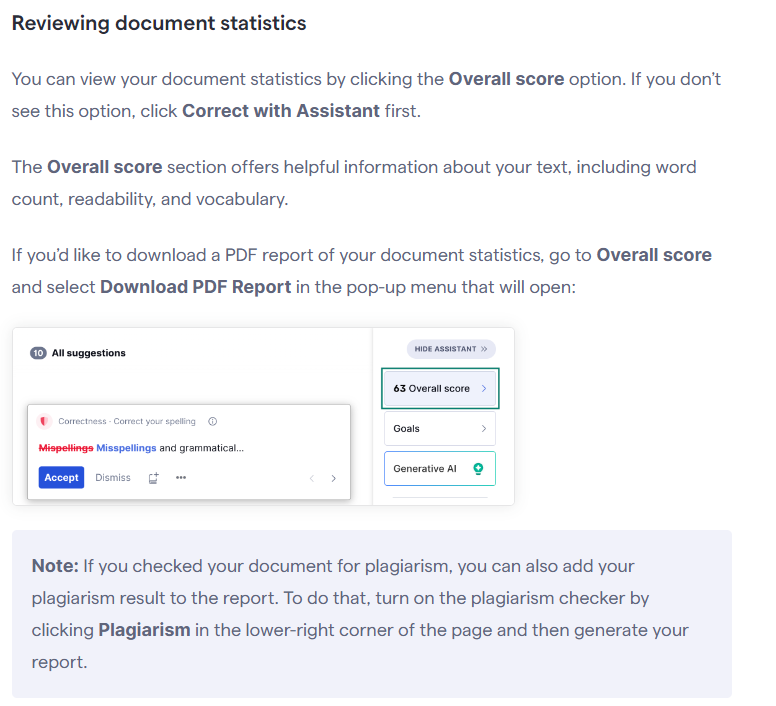 Reviewing document statistics
You can view your document statistics by clicking the Overall score option. If you don’t
see this option, click Correct with Assistant first.
The Overall score section offers helpful information about your text, including word
count, readability, and vocabulary.
If you’d like to download a PDF report of your document statistics, go to Overall score
and select Download PDF Report in the pop-up menu that will open:
10 All suggestions
HIDE ASSISTANT »
63 Overall score
Goals
Generative AI
Correctness · Correct your spelling
Mispellings Misspellings and grammatical...
Accept Dismiss
Note: If you checked your document for plagiarism, you can also add your
plagiarism result to the report. To do that, turn on the plagiarism checker by
clicking Plagiarism in the lower-right corner of the page and then generate your
report.